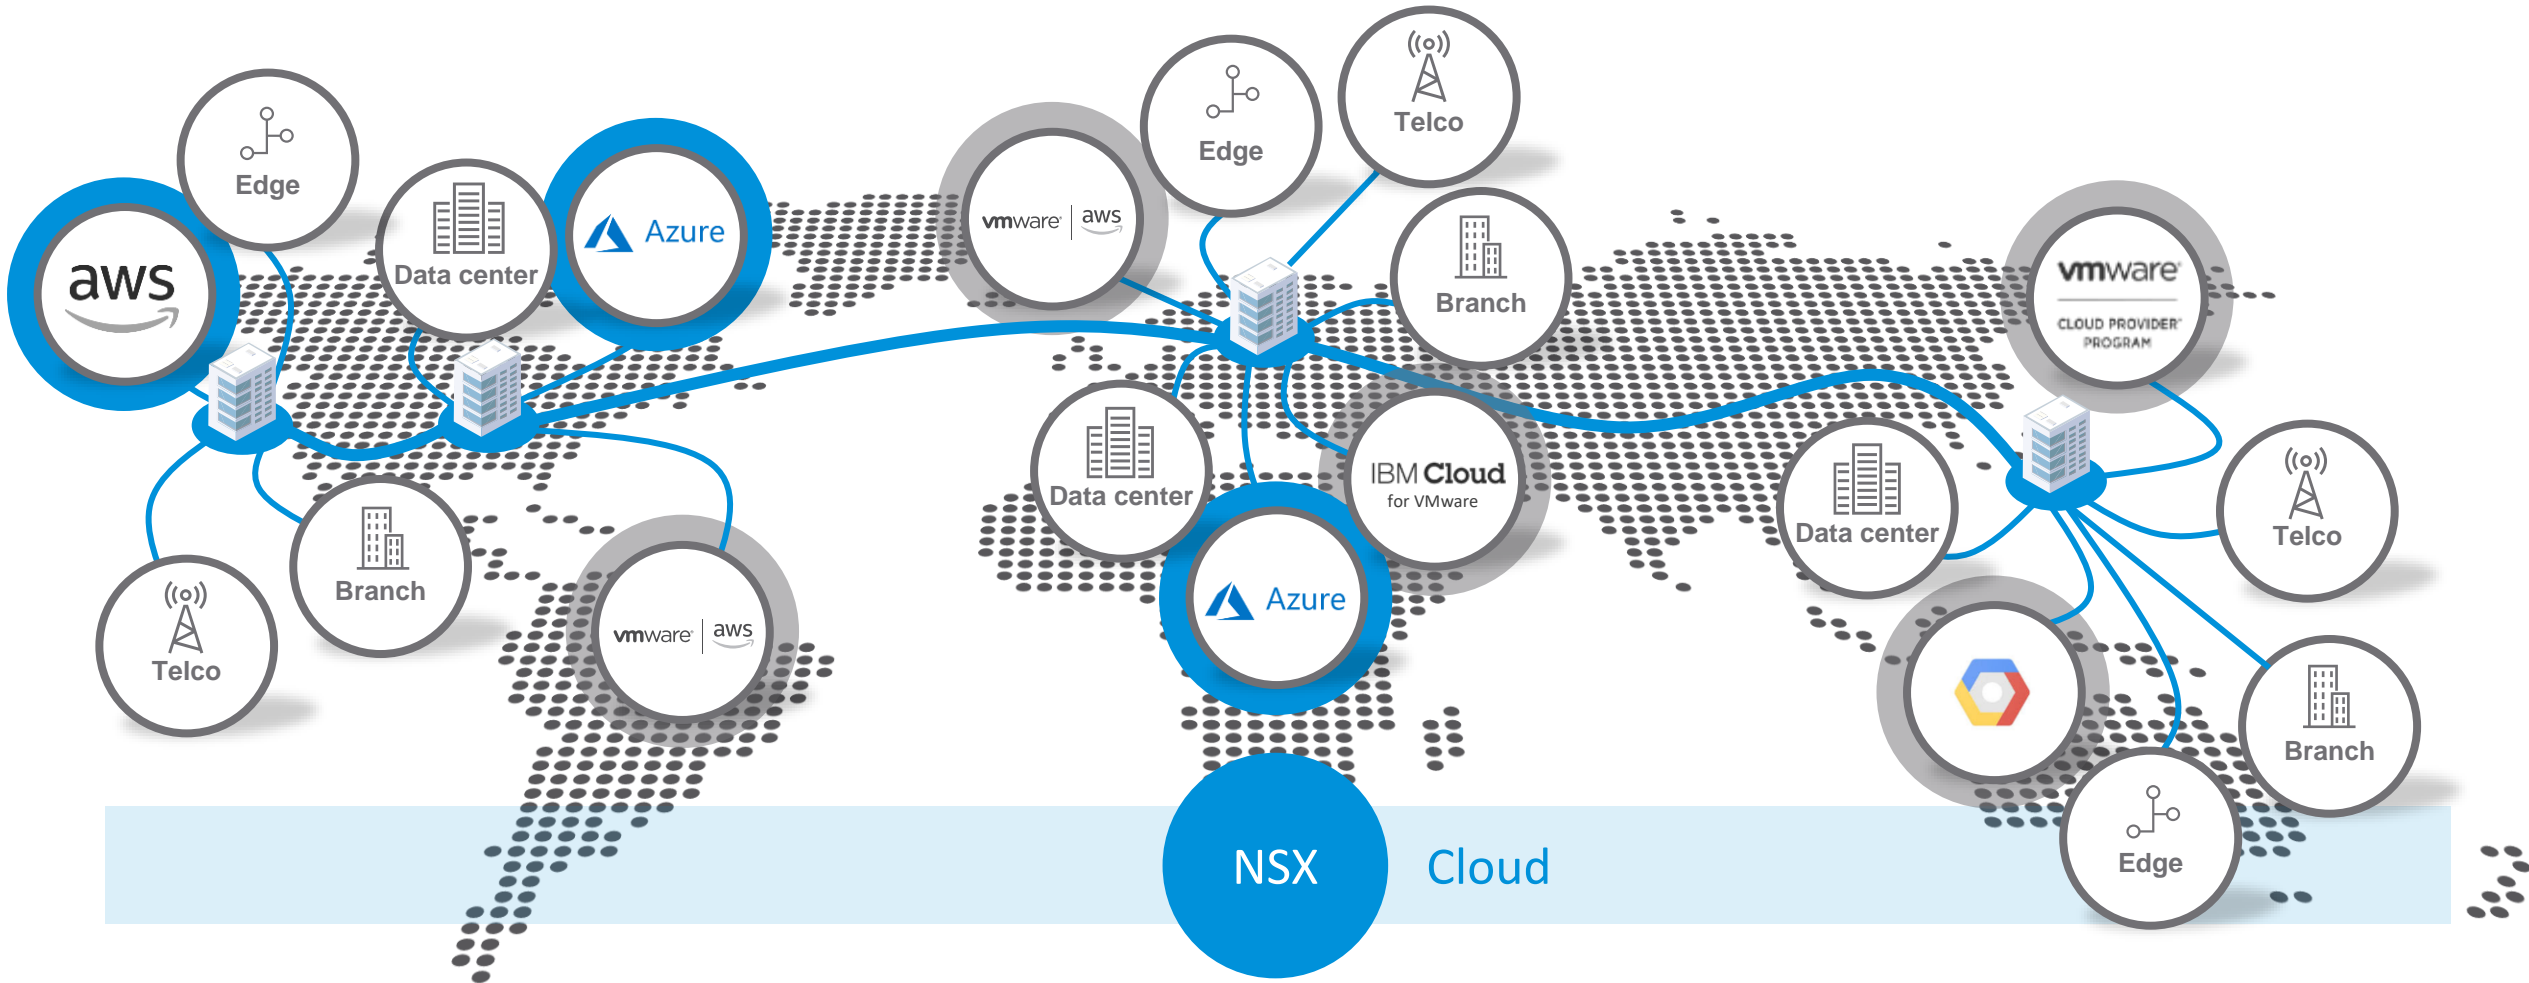 Telco
Edge
Edge
Data center
Azure
vmware® | aws
Branch
aws
vmware®
CLOUD PROVIDER™
PROGRAM
Data center
IBM Cloud
for VMware
Data center
Telco
Branch
Azure
vmware® | aws
Telco
Branch
Edge
NSX
Cloud